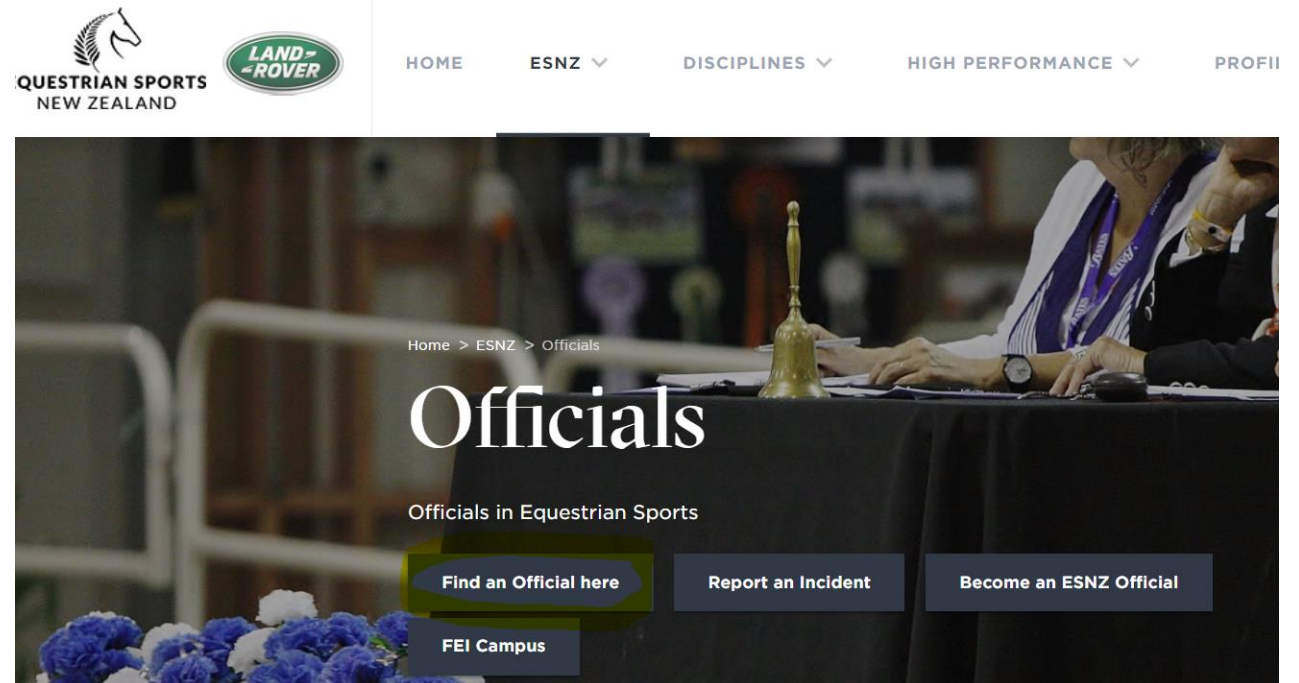 QUESTRIAN SPORTS
NEW ZEALAND
LAND-
-ROVER
HOME
ESNZ
DISCIPLINES
HIGH PERFORMANCE
PROFI
Home > ESNZ > Officials
Officials
Officials in Equestrian Sports
Find an Official here
Report an Incident
Become an ESNZ Official
FEI Campus